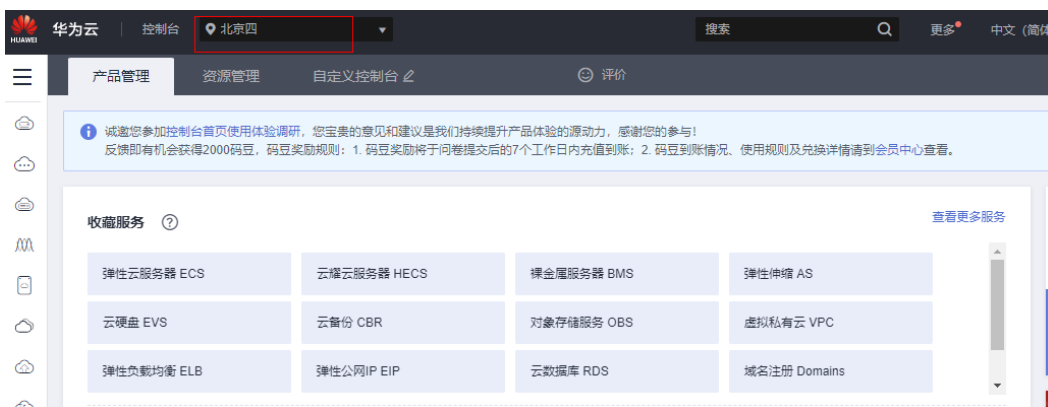 HUAWEI 华为云 控制台 北京四 搜索 更多 中文 (简体
产品管理 资源管理 自定义控制台 评价
诚邀您参加控制台首页使用体验调研，您宝贵的意见和建议是我们持续提升产品体验的源动力，感谢您的参与！
反馈即有机会获得2000码豆，码豆奖励规则：1. 码豆奖励将于问卷提交后的7个工作日内充值到账；2. 码豆到账情况、使用规则及兑换详情请到会员中心查看。
收藏服务 ? 查看更多服务
弹性云服务器 ECS 云耀云服务器 HECS 裸金属服务器 BMS 弹性伸缩 AS
云硬盘 EVS 云备份 CBR 对象存储服务 OBS 虚拟私有云 VPC
弹性负载均衡 ELB 弹性公网IP EIP 云数据库 RDS 域名注册 Domains